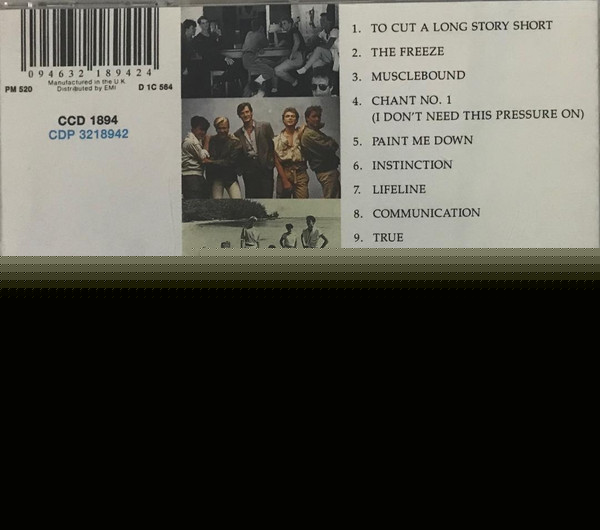 0 94632 189424
Manufactured in the U.K.
PM 520 Distributed by EMI D 1C 564
CCD 1894
CDP 3218942
1. TO CUT A LONG STORY SHORT
2. THE FREEZE
3. MUSCLEBOUND
4. CHANT NO. 1
(I DON'T NEED THIS PRESSURE ON)
5. PAINT ME DOWN
6. INSTINCTION
7. LIFELINE
8. COMMUNICATION
9. TRUE